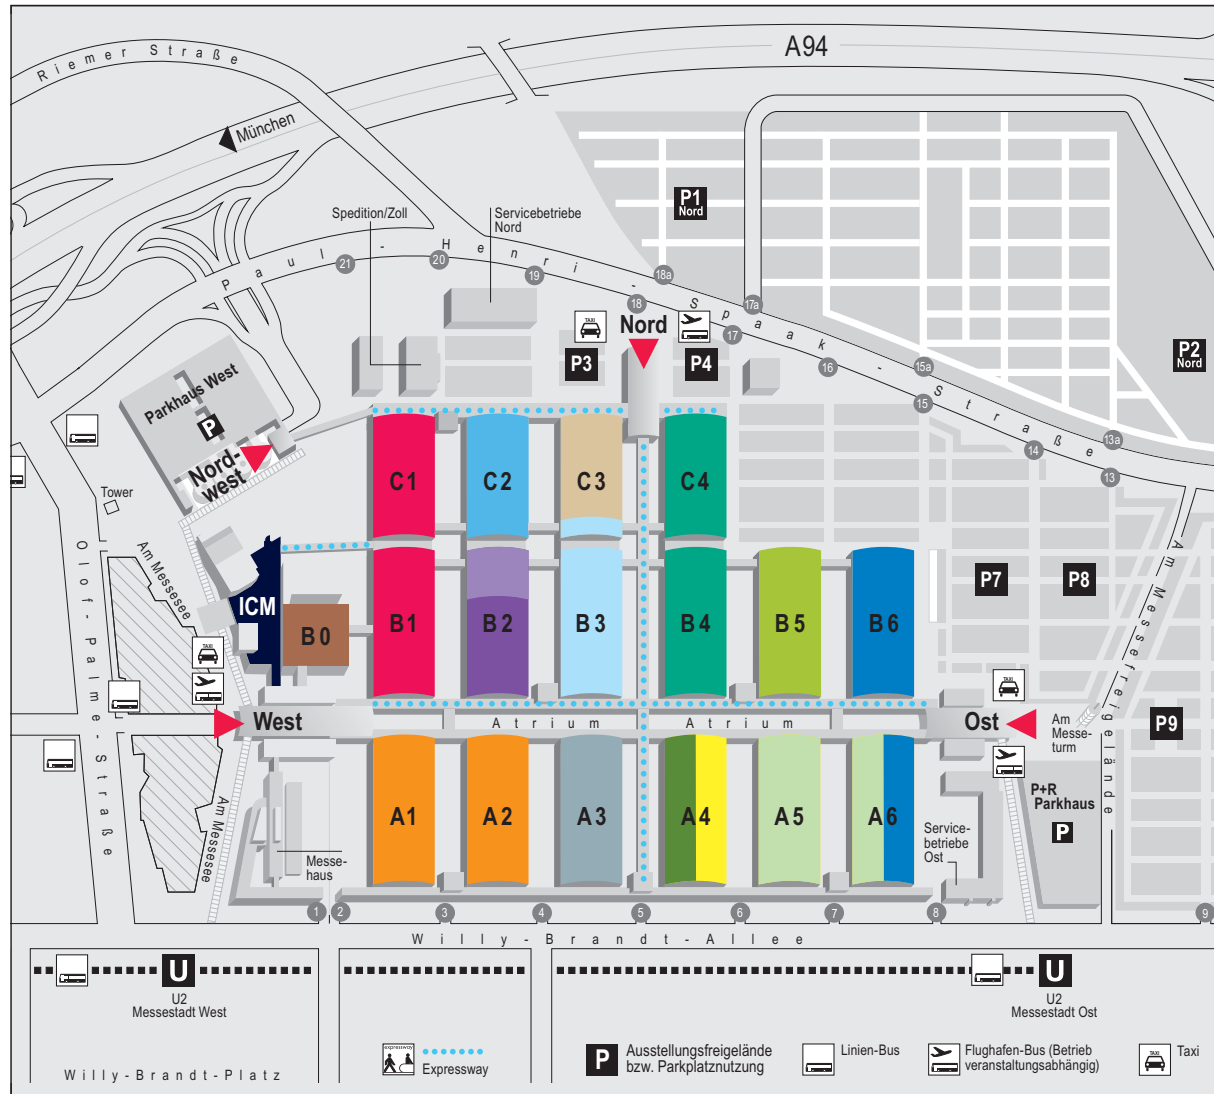 A94
Riemer Straße
München
P1
Nord
Spedition/Zoll
Servicebetriebe
Nord
Paul-Henri-Spaak-Straße
21
20
19
18a
18
17a
17
16
15a
15
14
13a
13
TAXI
Nord
P3
P4
P2
Nord
Parkhaus West
P
Nord-
west
Tower
C1
C2
C3
C4
Olof-Palme-Straße
Am Messesee
ICM
B0
B1
B2
B3
B4
B5
B6
P7
P8
Am Messefreigelände
TAXI
TAXI
West
Atrium
Atrium
Ost
Am
Messe-
turm
P9
A1
A2
A3
A4
A5
A6
P+R
Parkhaus
P
Service-
betriebe
Ost
Am Messesee
Messe-
haus
1
2
3
4
5
6
7
8
9
Willy-Brandt-Allee
U
U2
Messestadt West
U
U2
Messestadt Ost
Willy-Brandt-Platz
expressway
Expressway
P
Ausstellungsfreigelände
bzw. Parkplatznutzung
Linien-Bus
Flughafen-Bus (Betrieb
veranstaltungsabhängig)
TAXI
Taxi